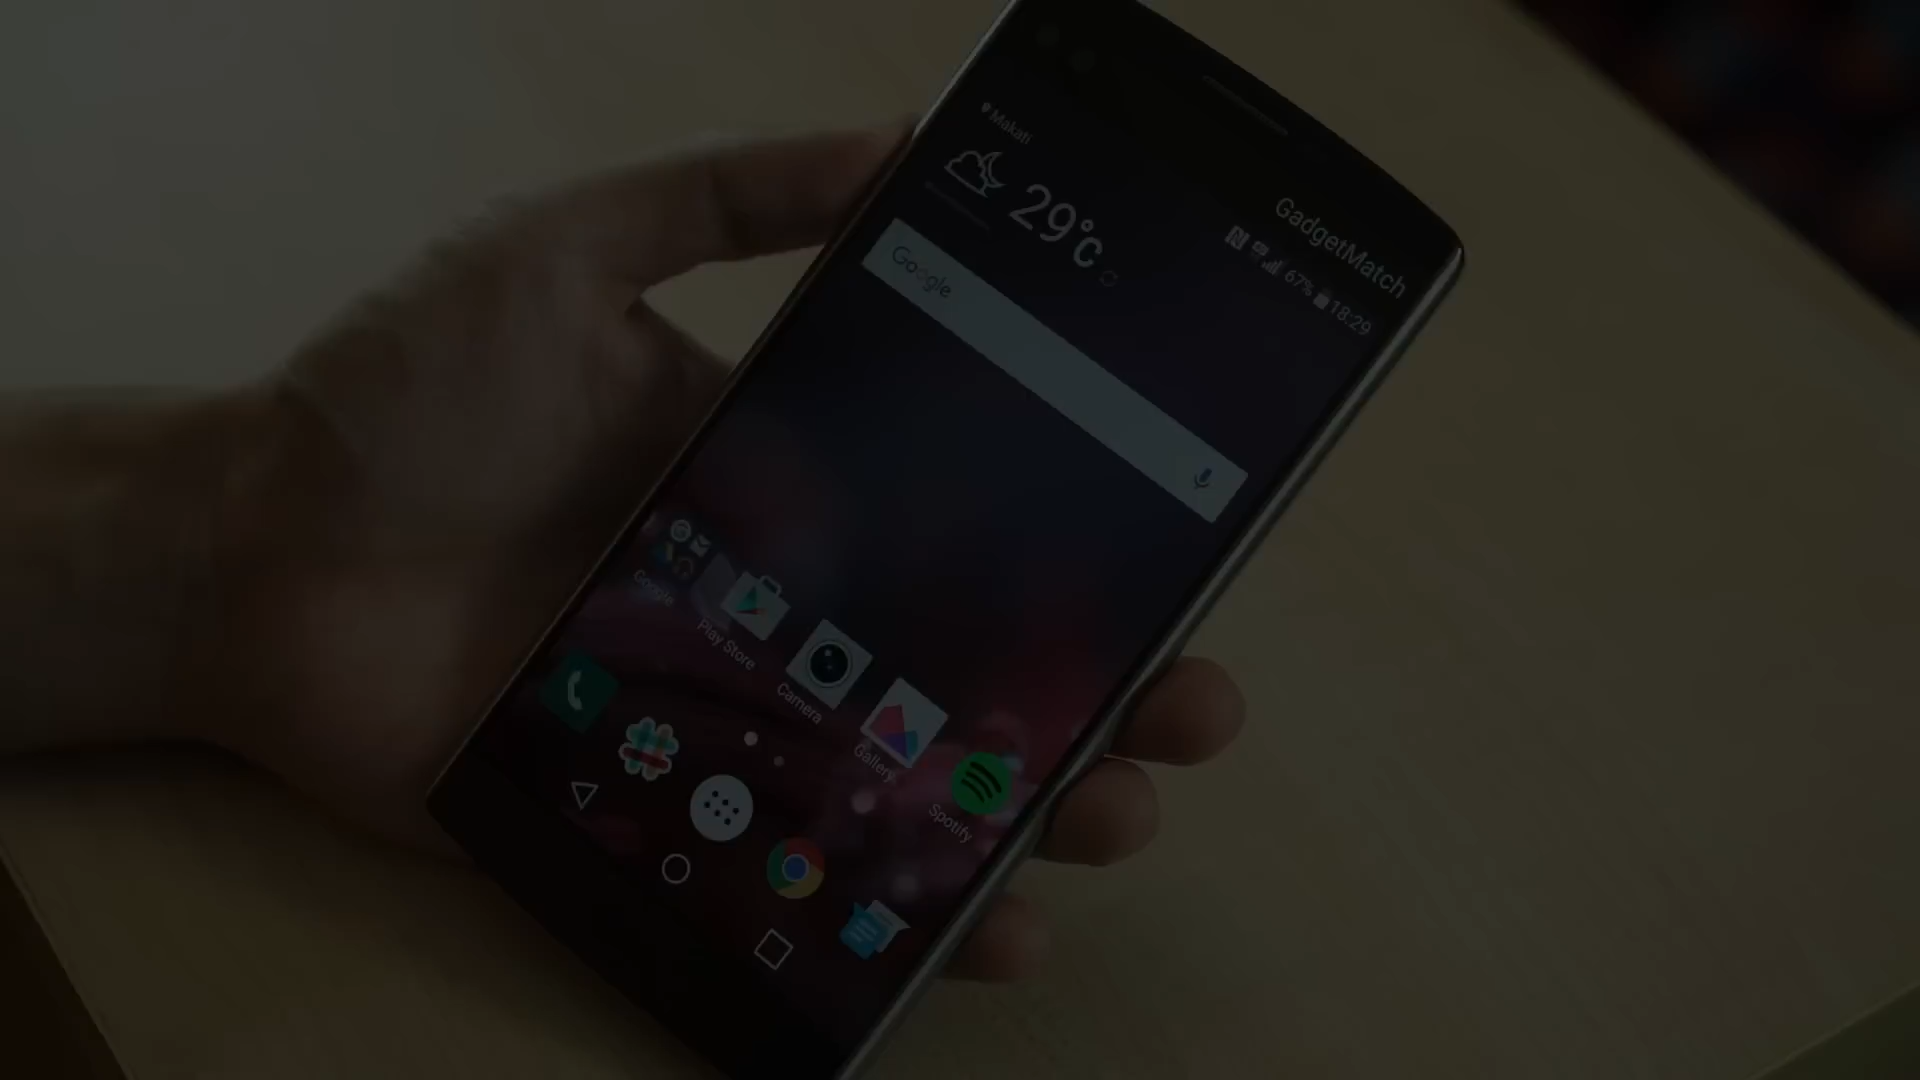 GadgetMatch
67% 18:29
Makati
29°C
Google
Google
Play Store
Camera
Gallery
Spotify